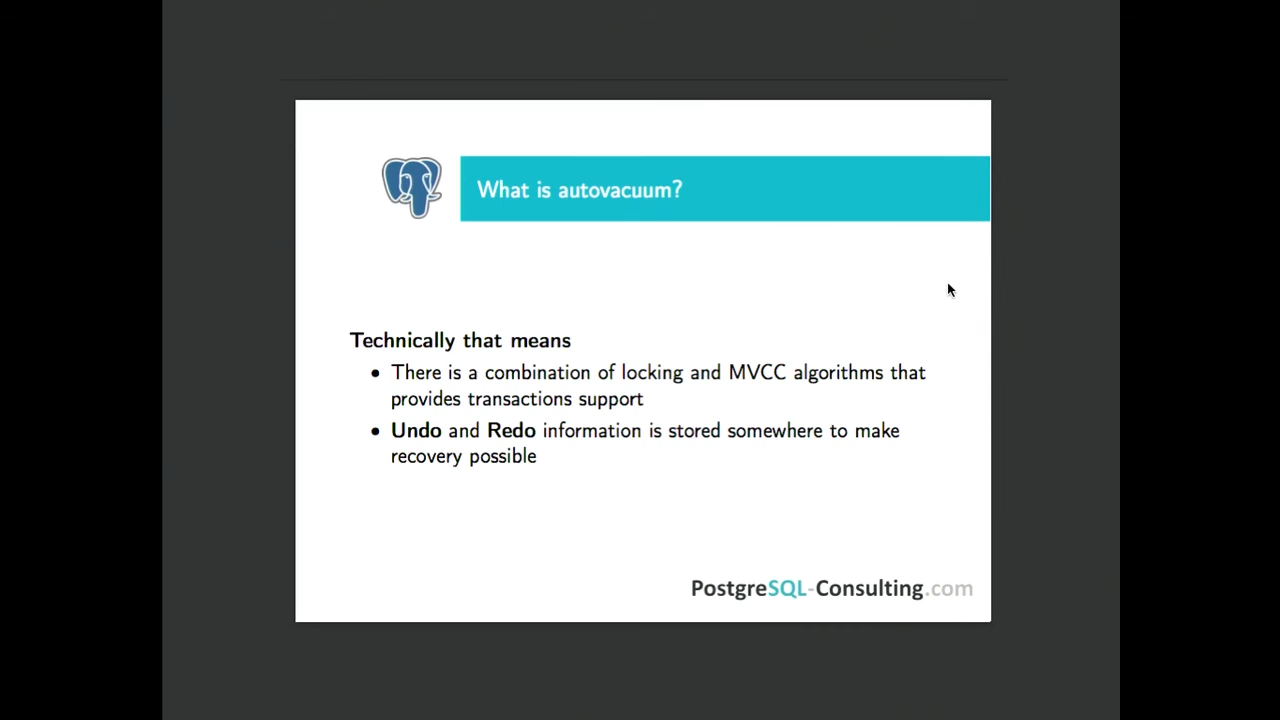 What is autovacuum?
Technically that means
• There is a combination of locking and MVCC algorithms that
provides transactions support
• Undo and Redo information is stored somewhere to make
recovery possible
PostgreSQL-Consulting.com